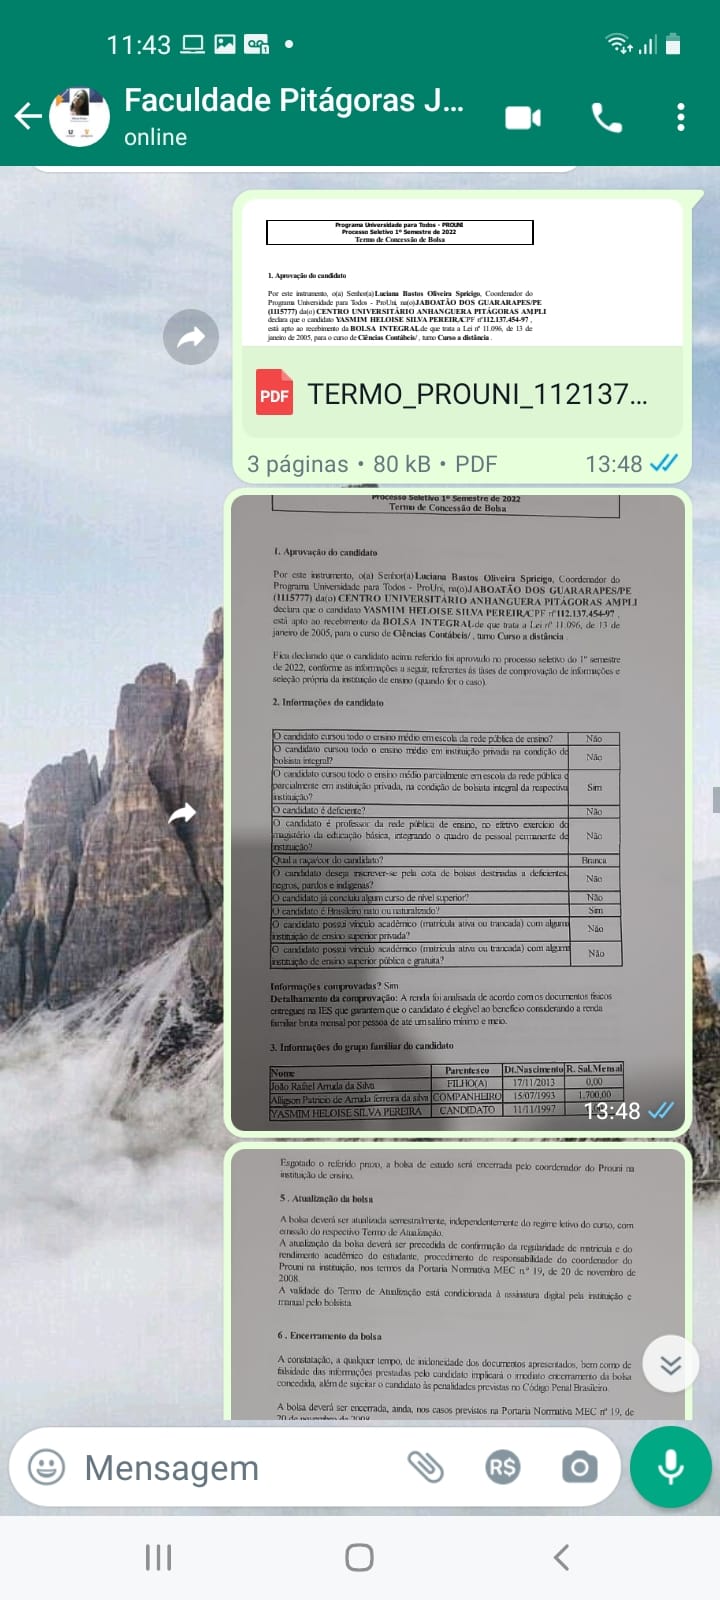 11:43
Faculdade Pitágoras J...
online
Programa Universidade para Todos - PROUNI
Processo Seletivo 1º Semestre de 2022
Termo de Concessão de Bolsa
1. Aprovação do candidato
Por este instrumento, o(a) Senhor(a)Luciana Bastos Oliveira Spricigo, Coordenador do
Programa Universidade para Todos - ProUni, na(o)JABOATÃO DOS GUARARAPES/PE
(1115777) da(o) CENTRO UNIVERSITÁRIO ANHANGUERA PITÁGORAS AMPLI
declara que o candidato YASMIM HELOISE SILVA PEREIRA,CPF nº112.137.454-97 ,
está apto ao recebimento da BOLSA INTEGRAL de que trata a Lei nº 11.096, de 13 de
janeiro de 2005, para o curso de Ciências Contábeis/ , turno Curso a distância .
PDF TERMO_PROUNI_112137...
3 páginas • 80 kB • PDF 13:48
Processo Seletivo 1º Semestre de 2022
Termo de Concessão de Bolsa
1. Aprovação do candidato
Por este instrumento, o(a) Senhor(a)Luciana Bastos Oliveira Spricigo, Coordenador do
Programa Universidade para Todos - ProUni, na(o)JABOATÃO DOS GUARARAPES/PE
(1115777) da(o) CENTRO UNIVERSITÁRIO ANHANGUERA PITÁGORAS AMPLI
declara que o candidato YASMIM HELOISE SILVA PEREIRA,CPF nº112.137.454-97 ,
está apto ao recebimento da BOLSA INTEGRAL de que trata a Lei nº 11.096, de 13 de
janeiro de 2005, para o curso de Ciências Contábeis/ , turno Curso a distância .
Fica declarado que o candidato acima referido foi aprovado no processo seletivo do 1º semestre
de 2022, conforme as informações a seguir, referentes às fases de comprovação de informações e
seleção própria da instituição de ensino (quando for o caso).
2. Informações do candidato
O candidato cursou todo o ensino médio em escola da rede pública de ensino? Não
O candidato cursou todo o ensino médio em instituição privada na condição de
bolsista integral? Não
O candidato cursou todo o ensino médio parcialmente em escola da rede pública e
parcialmente em instituição privada, na condição de bolsista integral da respectiva
instituição? Sim
O candidato é deficiente? Não
O candidato é professor da rede pública de ensino, no efetivo exercício do
magistério da educação básica, integrando o quadro de pessoal permanente de
instituição? Não
Qual a raça/cor do candidato? Branca
O candidato deseja inscrever-se pela cota de bolsas destinadas a deficientes,
negros, pardos e indígenas? Não
O candidato já concluiu algum curso de nível superior? Não
O candidato é Brasileiro nato ou naturalizado? Sim
O candidato possui vínculo acadêmico (matrícula ativa ou trancada) com alguma
instituição de ensino superior privada? Não
O candidato possui vínculo acadêmico (matrícula ativa ou trancada) com alguma
instituição de ensino superior pública e gratuita? Não
Informações comprovadas? Sim
Detalhamento da comprovação: A renda foi analisada de acordo com os documentos físicos
entregues na IES que garantem que o candidato é elegível ao benefício considerando a renda
familiar bruta mensal por pessoa de até um salário mínimo e meio.
3. Informações do grupo familiar do candidato
Nome Parentesco Dt.Nascimento R. Sal.Mensal
João Rafael Arruda da Silva FILHO(A) 17/11/2013 0,00
Alligson Patricio de Arruda ferreira da silva COMPANHEIRO 15/07/1993 1.700,00
YASMIM HELOISE SILVA PEREIRA CANDIDATO 11/11/1997
13:48
Esgotado o referido prazo, a bolsa de estudo será encerrada pelo coordenador do Prouni na
instituição de ensino.
5 . Atualização da bolsa
A bolsa deverá ser atualizada semestralmente, independentemente do regime letivo do curso, com
emissão do respectivo Termo de Atualização.
A atualização da bolsa deverá ser precedida de confirmação da regularidade de matrícula e do
rendimento acadêmico do estudante, procedimento de responsabilidade do coordenador do
Prouni na instituição, nos termos da Portaria Normativa MEC n.º 19, de 20 de novembro de
2008.
A validade do Termo de Atualização está condicionada à assinatura digital pela instituição e
manual pelo bolsista.
6 . Encerramento da bolsa
A constatação, a qualquer tempo, de inidoneidade dos documentos apresentados, bem como de
falsidade das informações prestadas pelo candidato implicará o imediato encerramento da bolsa
concedida, além de sujeitar o candidato às penalidades previstas no Código Penal Brasileiro.
A bolsa deverá ser encerrada, ainda, nos casos previstos na Portaria Normativa MEC nº 19, de
20 de novembro de 2008
Mensagem
R$